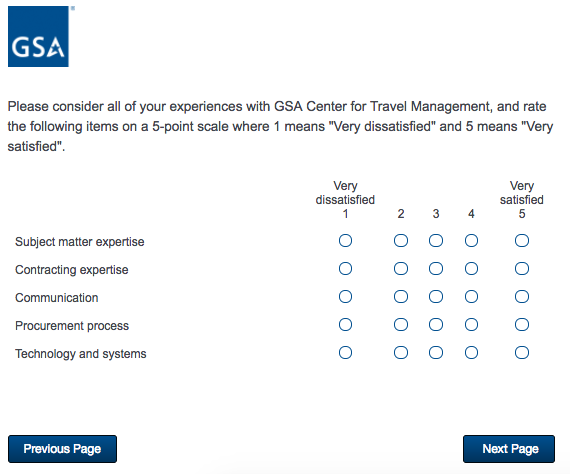 GSA
Please consider all of your experiences with GSA Center for Travel Management, and rate
the following items on a 5-point scale where 1 means "Very dissatisfied" and 5 means "Very
satisfied".
Very Very
dissatisfied satisfied
1 2 3 4 5
Subject matter expertise
Contracting expertise
Communication
Procurement process
Technology and systems
Previous Page Next Page